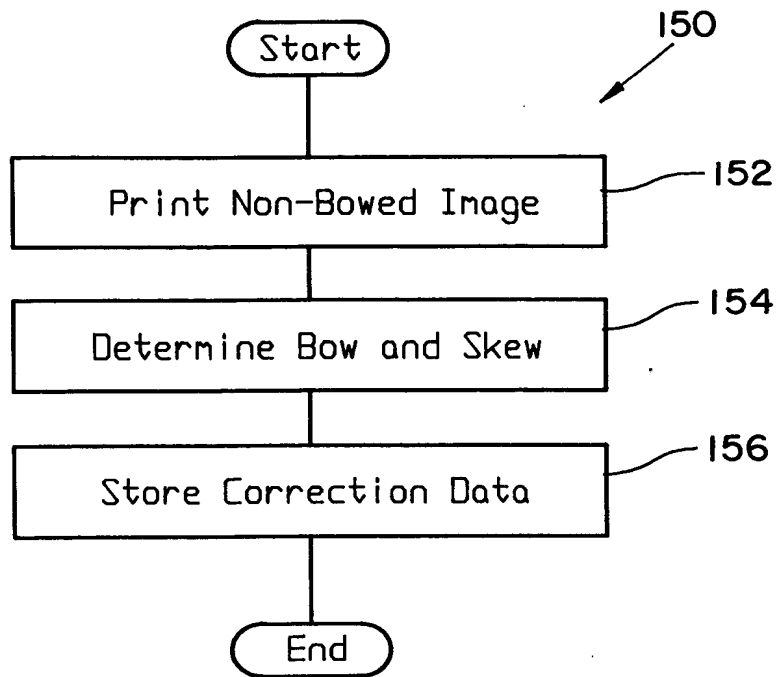 Start
150
Print Non-Bowed Image
152
Determine Bow and Skew
154
Store Correction Data
156
End